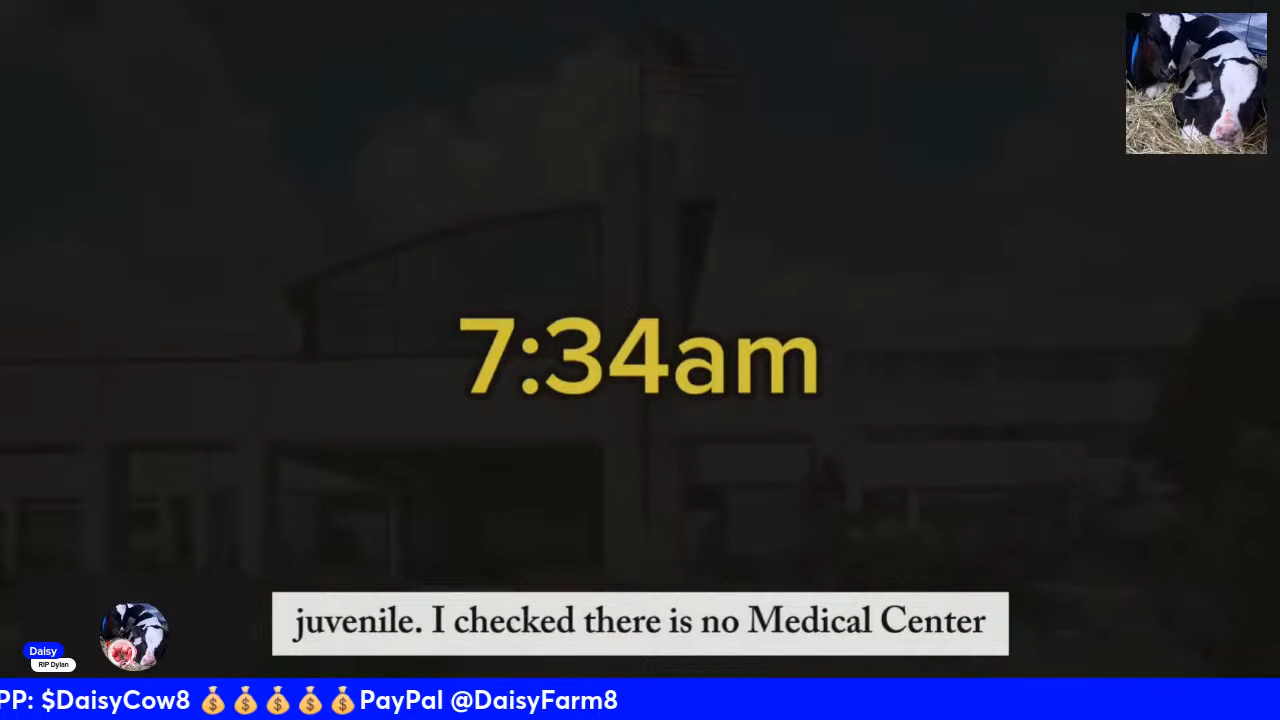 7:34am
juvenile. I checked there is no Medical Center
Daisy
RIP Dylan
PP: $DaisyCow8 💰💰💰💰💰PayPal @DaisyFarm8